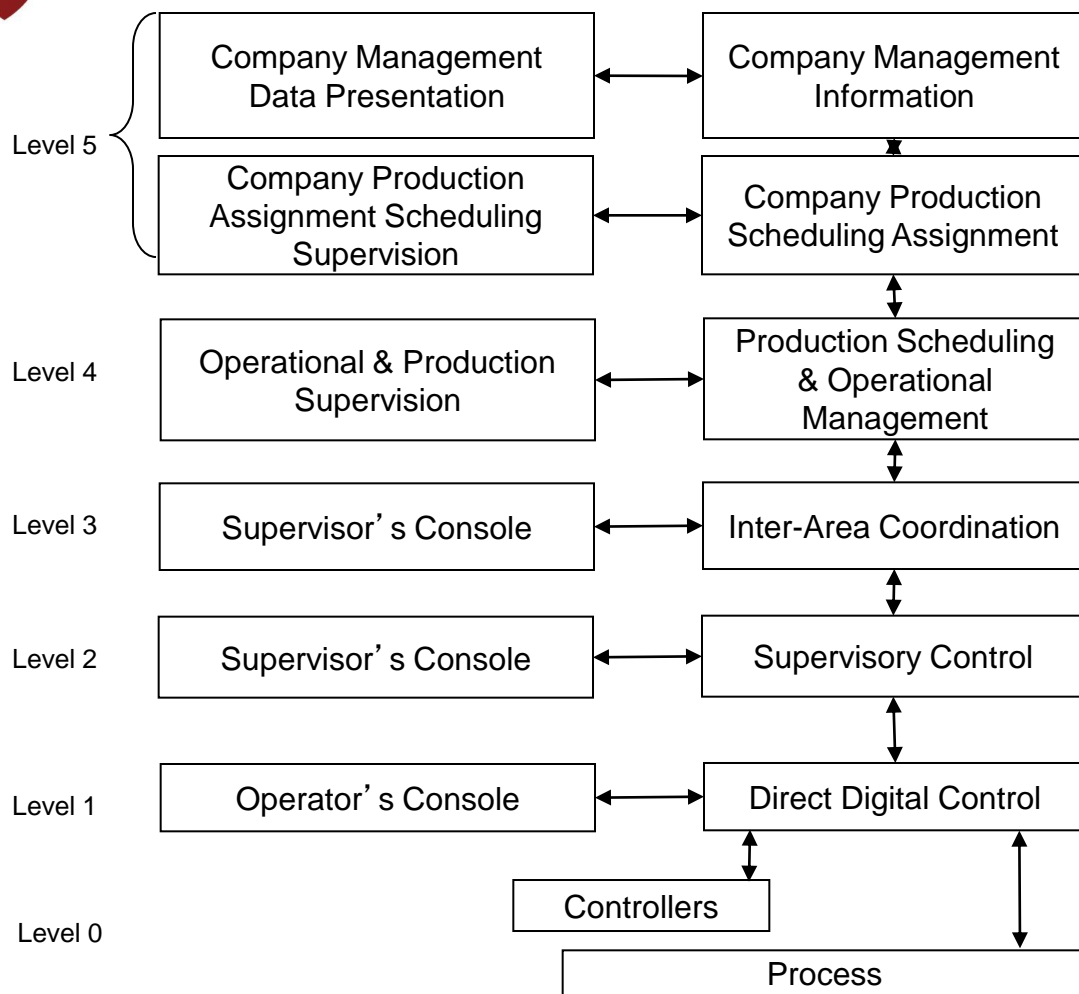 Company Management
Data Presentation
Company Management
Information
Level 5
Company Production
Assignment Scheduling
Supervision
Company Production
Scheduling Assignment
Level 4
Operational & Production
Supervision
Production Scheduling
& Operational
Management
Level 3
Supervisor's Console
Inter-Area Coordination
Level 2
Supervisor's Console
Supervisory Control
Level 1
Operator's Console
Direct Digital Control
Controllers
Level 0
Process